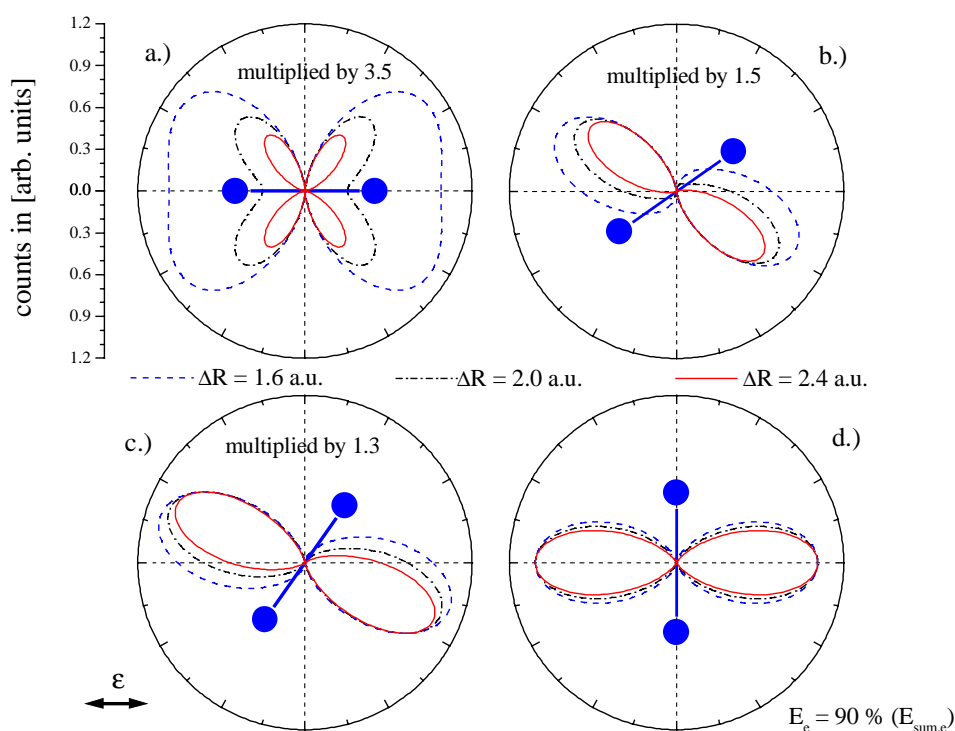 1.2
0.9
0.6
0.3
0.0
0.3
0.6
0.9
1.2
counts in [arb. units]
a.)
multiplied by 3.5
b.)
multiplied by 1.5
ΔR = 1.6 a.u.
ΔR = 2.0 a.u.
ΔR = 2.4 a.u.
c.)
multiplied by 1.3
d.)
ε
E_e = 90 % (E_sum,e)